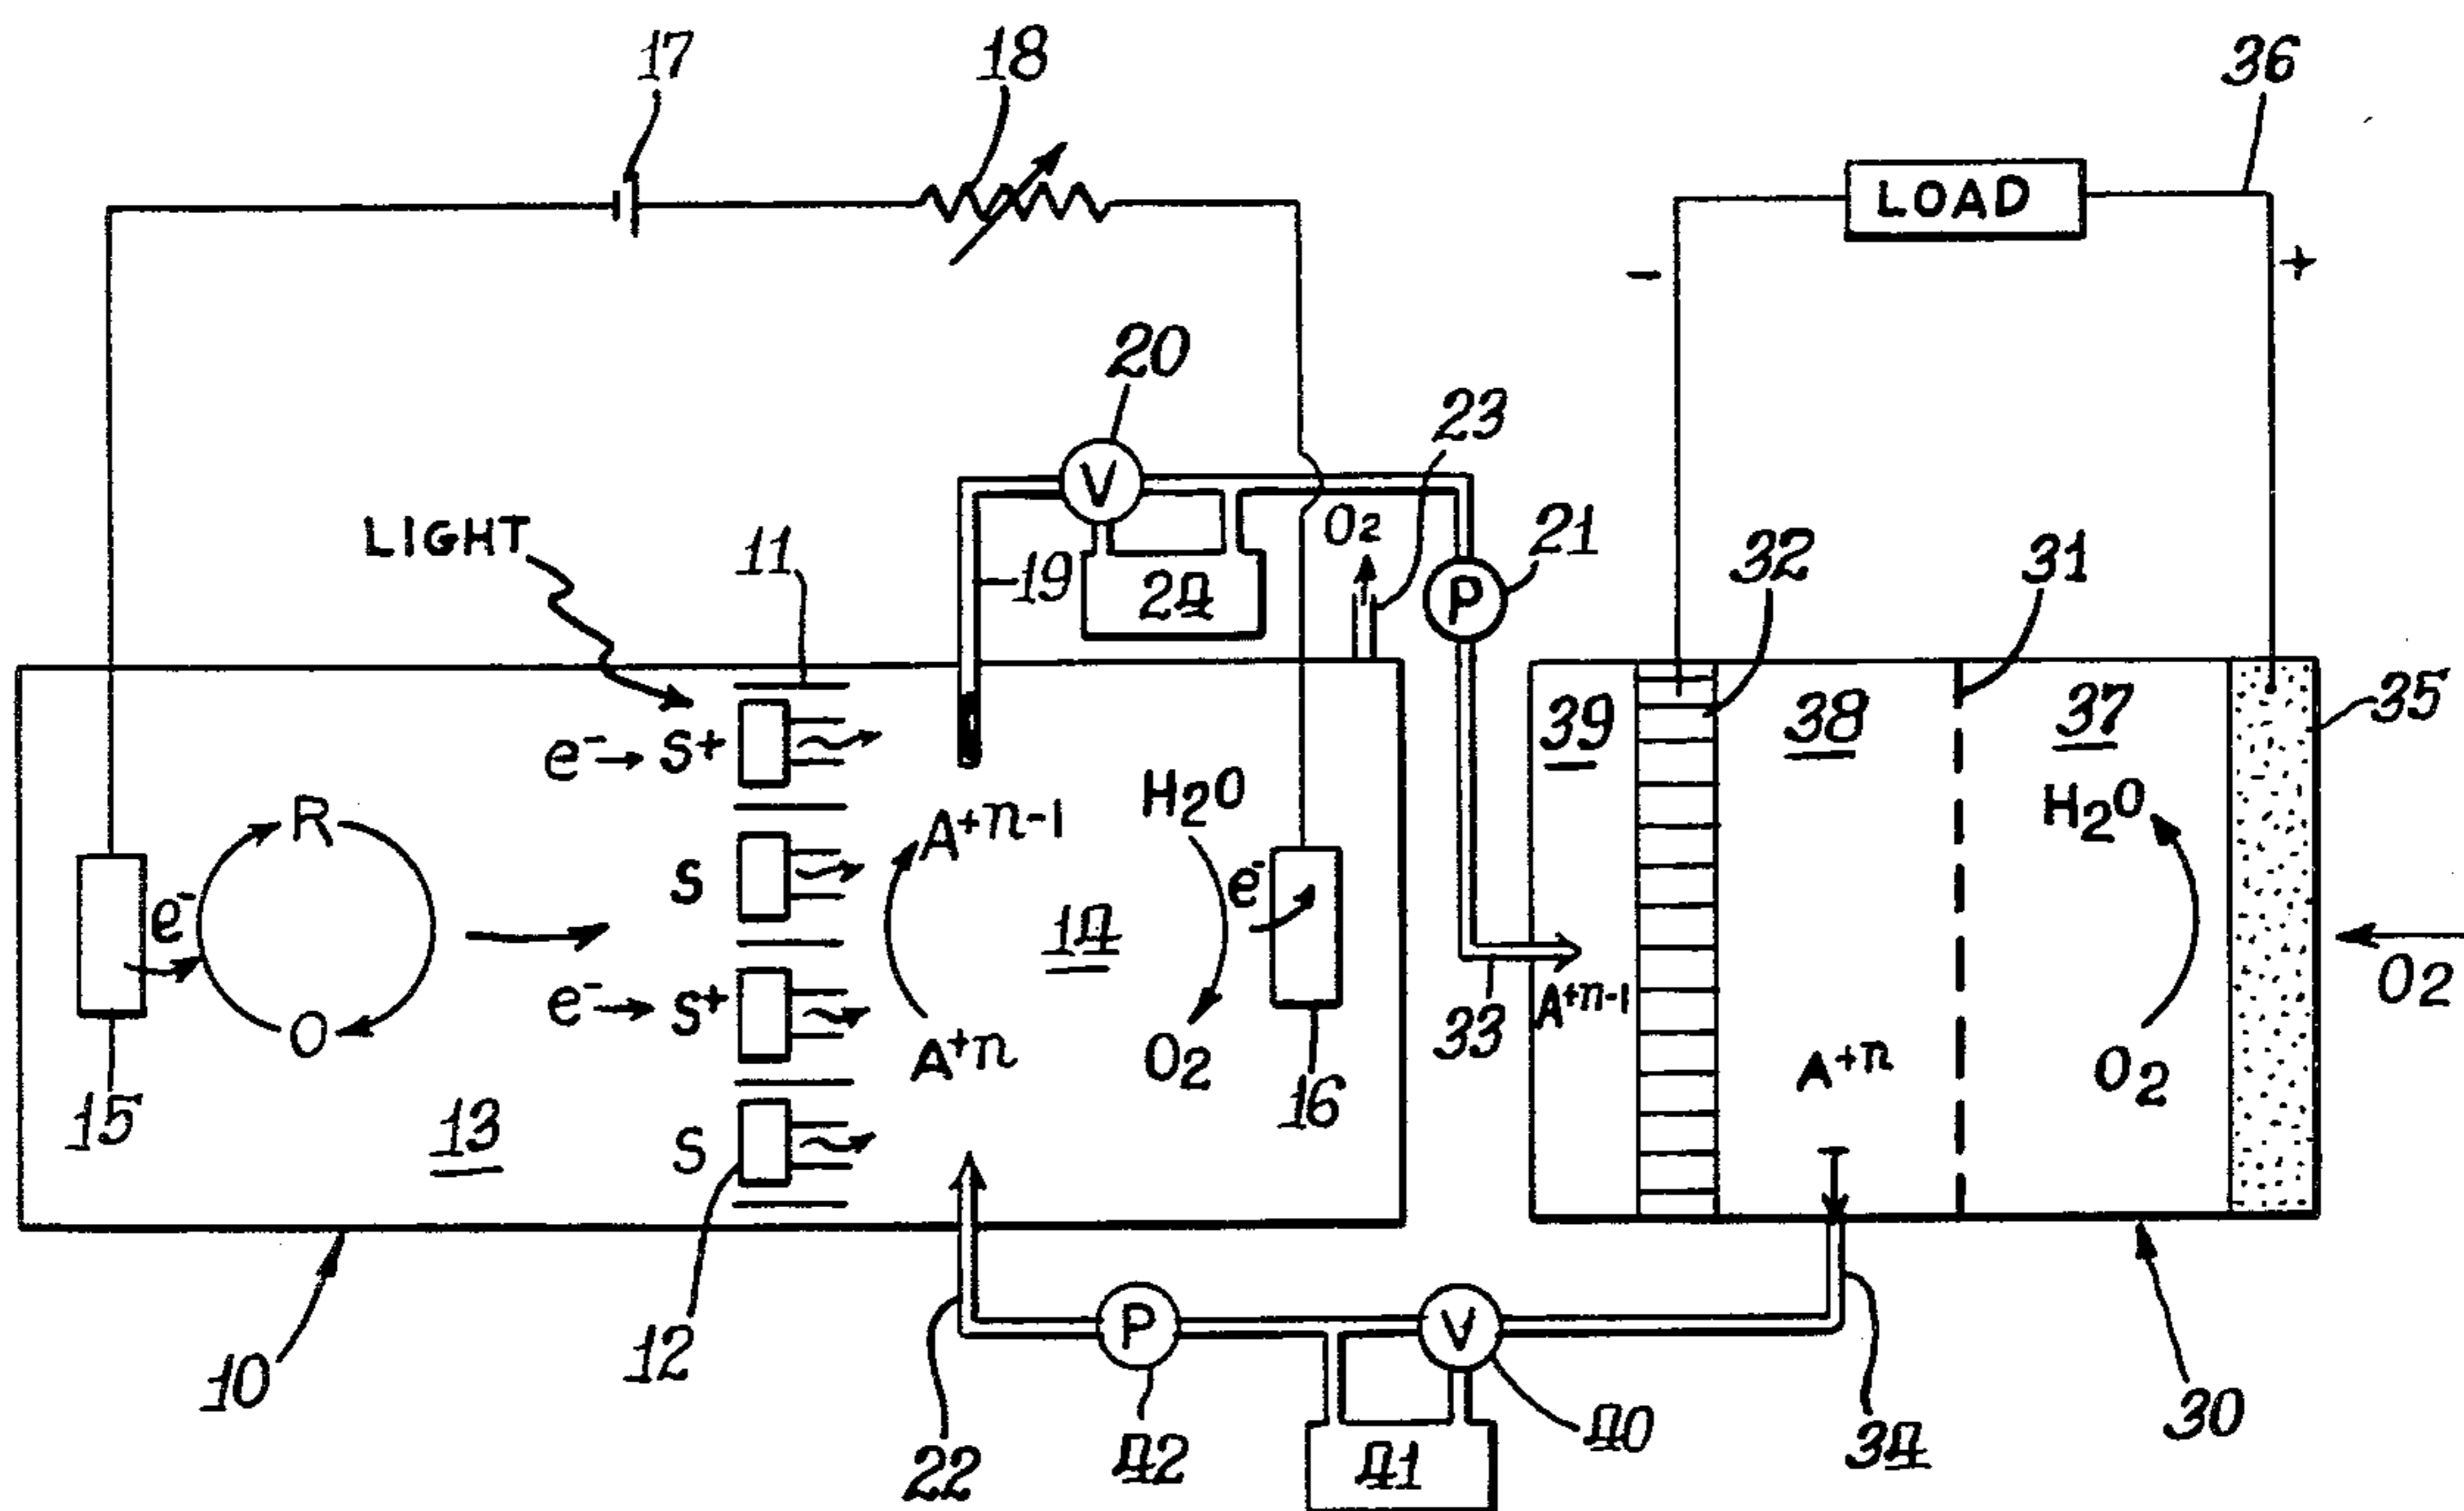 17
18
36
LOAD
-
+
20
23
LIGHT
11
19
24
O2
21
32
31
e- → S+
39
38
37
35
R
A+n-1
H2O
H2O
S
e-
14
e-
O2
e- → S+
A+n-1
33
O
A+n
O2
A+n
O2
15
13
S
16
V
P
P
V
10
12
22
42
41
40
34
30